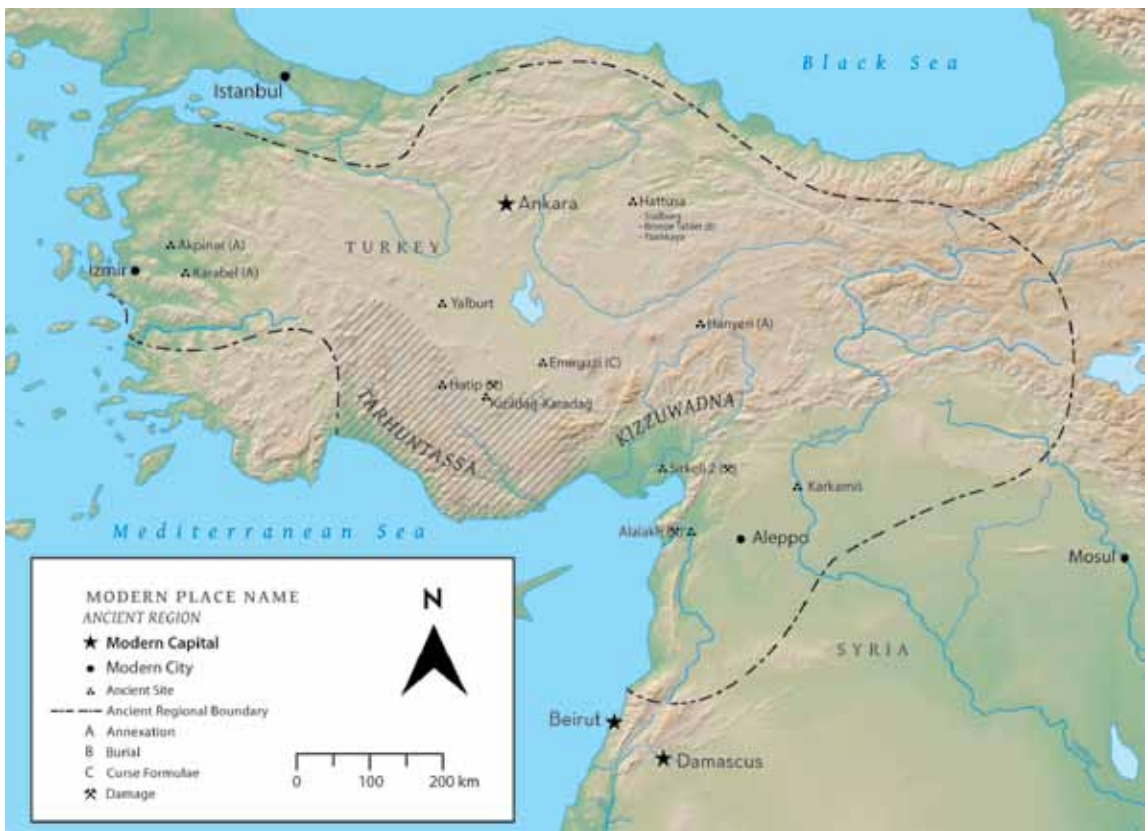 Black Sea
Istanbul
Ankara
Hattusa
- Südburg
- Bronze Tablet (B)
- Yazılıkaya
TURKEY
Akpinar (A)
Izmir
Karabel (A)
Yalburt
Hanyeri (A)
Emirgazi (C)
Hatip
Kızıldağ-Karadağ
TARHUNTASSA
KIZZUWADNA
Sirkeli 2
Karkamis
Mediterranean Sea
Alalakh
Aleppo
Mosul
SYRIA
Beirut
Damascus
MODERN PLACE NAME
ANCIENT REGION
Modern Capital
Modern City
Ancient Site
Ancient Regional Boundary
A Annexation
B Burial
C Curse Formulae
Damage
N
0 100 200 km